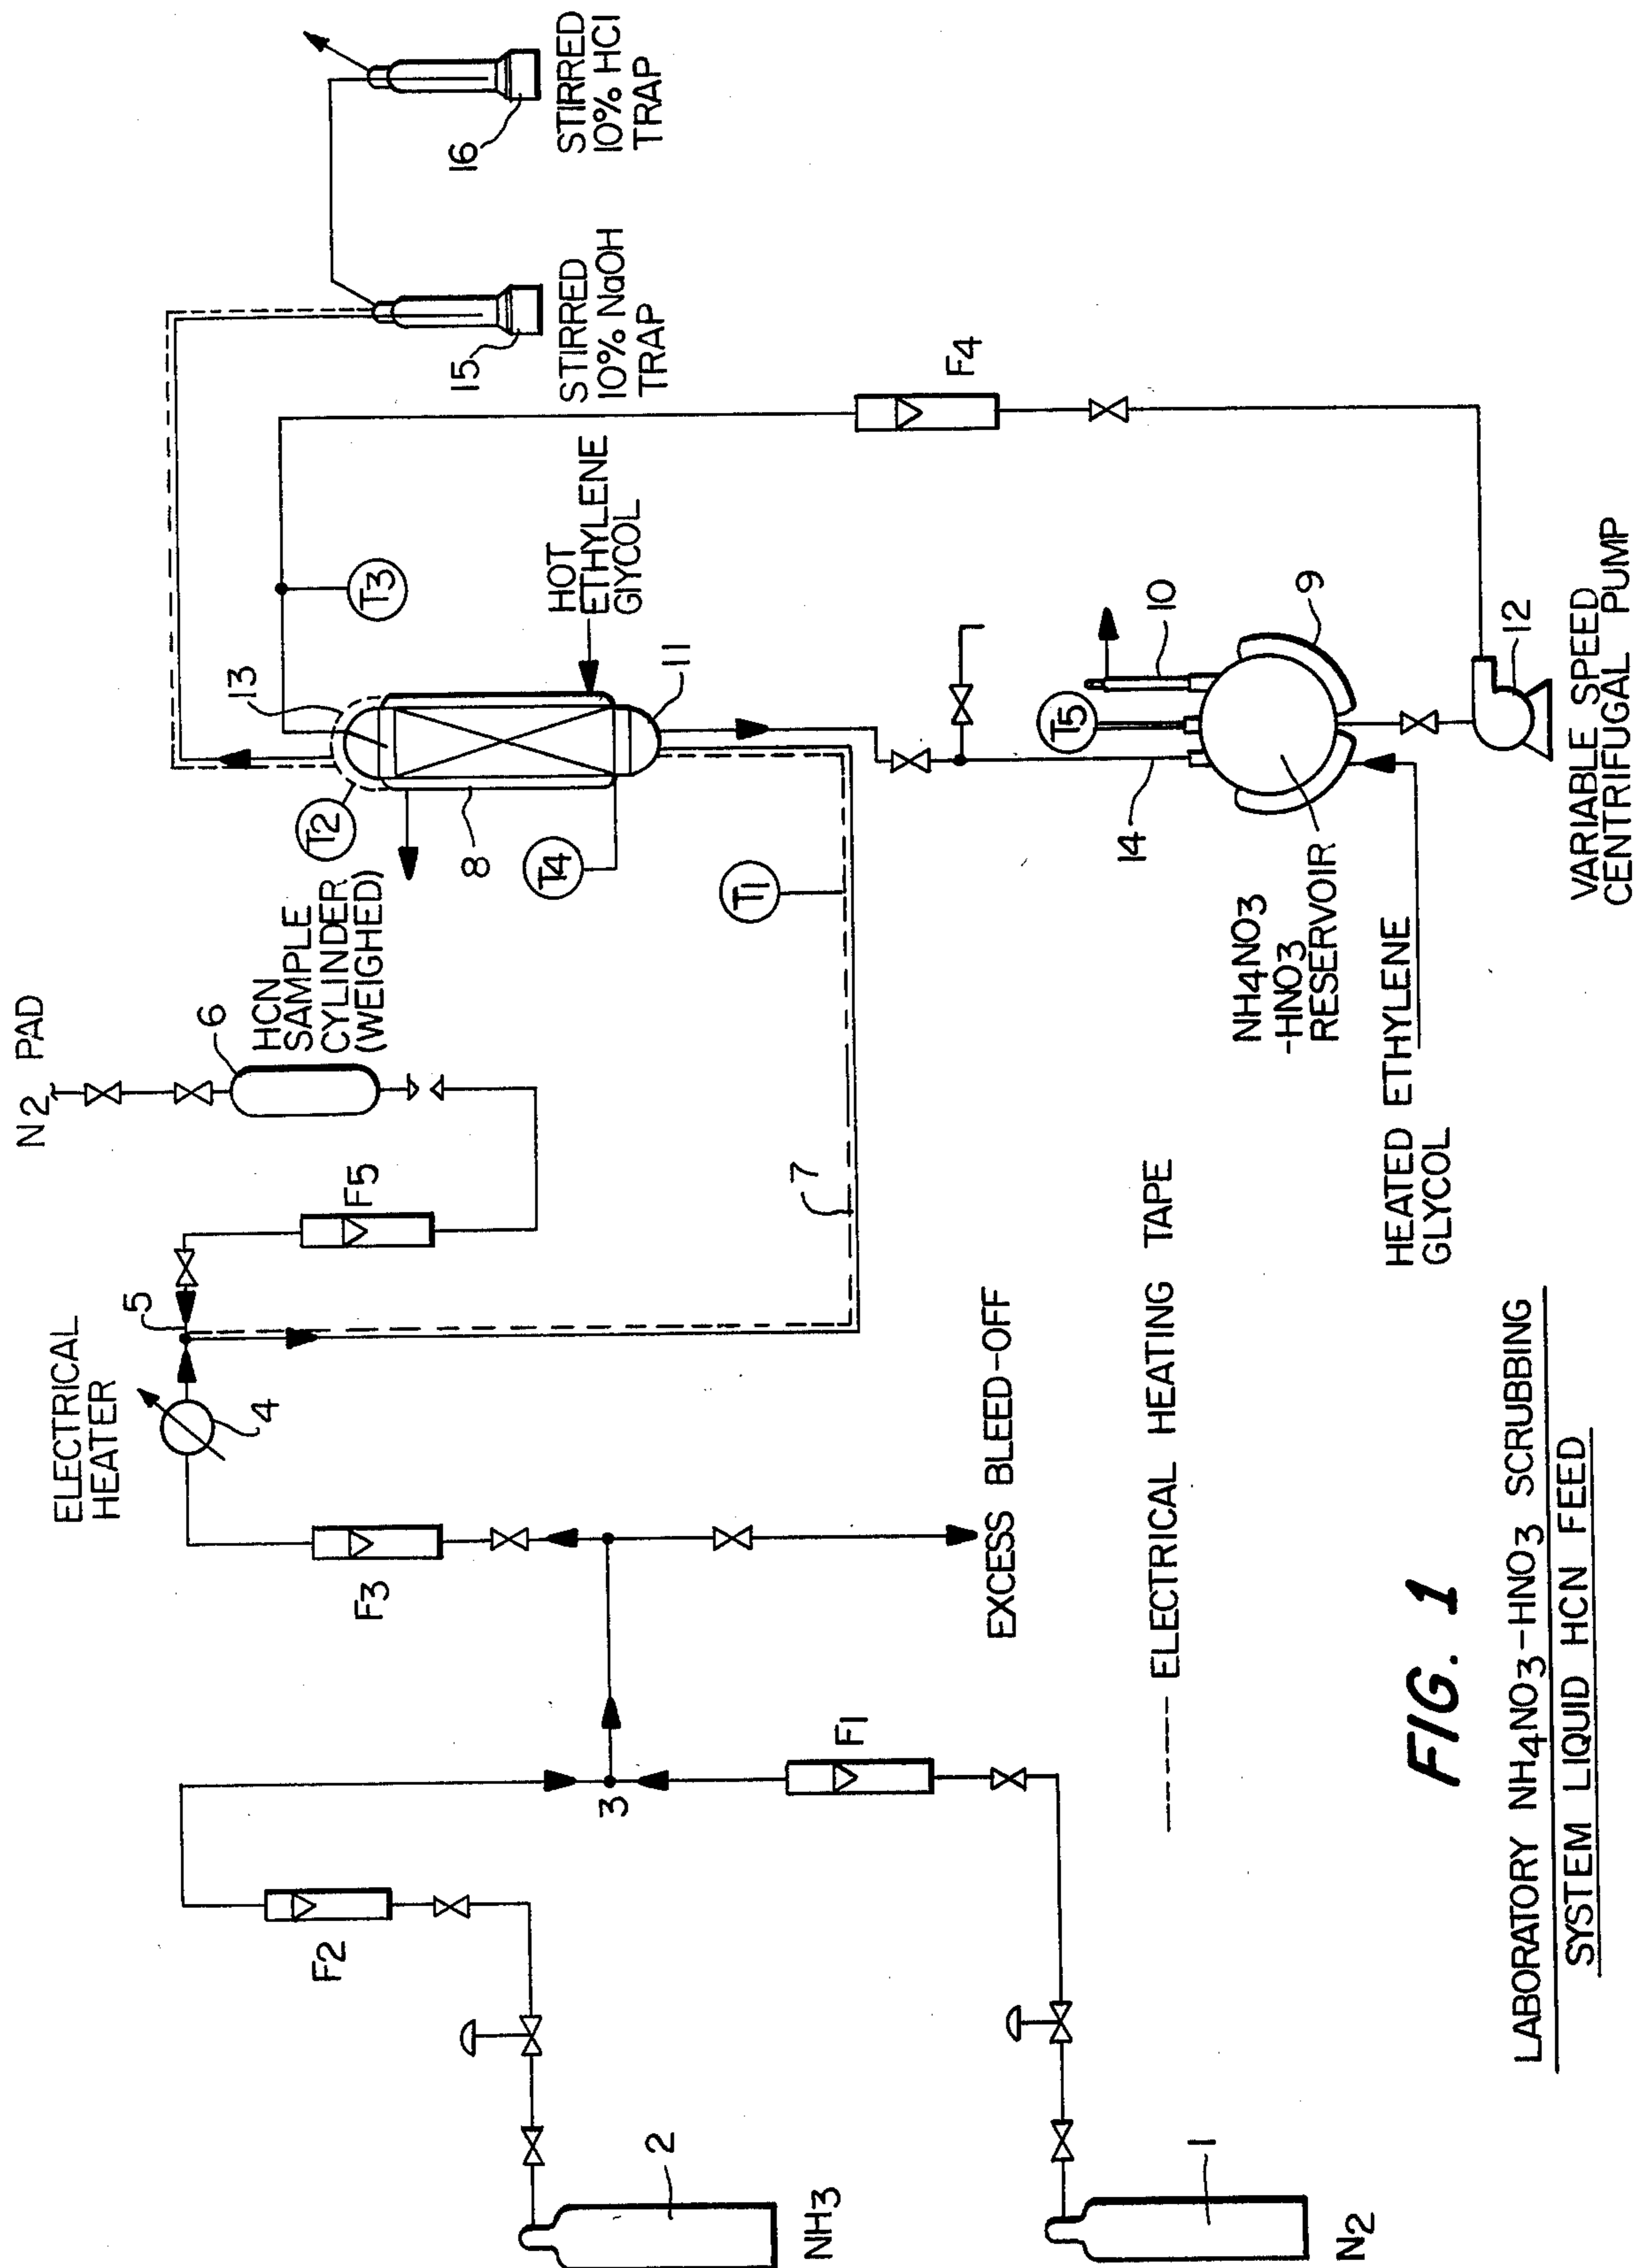 N2 PAD
HCN
SAMPLE
CYLINDER
(WEIGHED)
6
F5
5
ELECTRICAL
HEATER
4
F3
EXCESS BLEED-OFF
F2
3
F1
NH3
2
N2
1
7
T1
T2
T3
T4
13
8
11
HOT
ETHYLENE
GlYCOL
15
STIRRED
10% NaOH
TRAP
16
STIRRED
10% HCl
TRAP
F4
14
T5
10
9
NH4NO3
-HNO3
RESERVOIR
HEATED ETHYLENE
GLYCOL
12
VARIABLE SPEED
CENTRIFUGAL PUMP
ELECTRICAL HEATING TAPE
FIG. 1
LABORATORY NH4NO3-HNO3 SCRUBBING
SYSTEM LIQUID HCN FEED